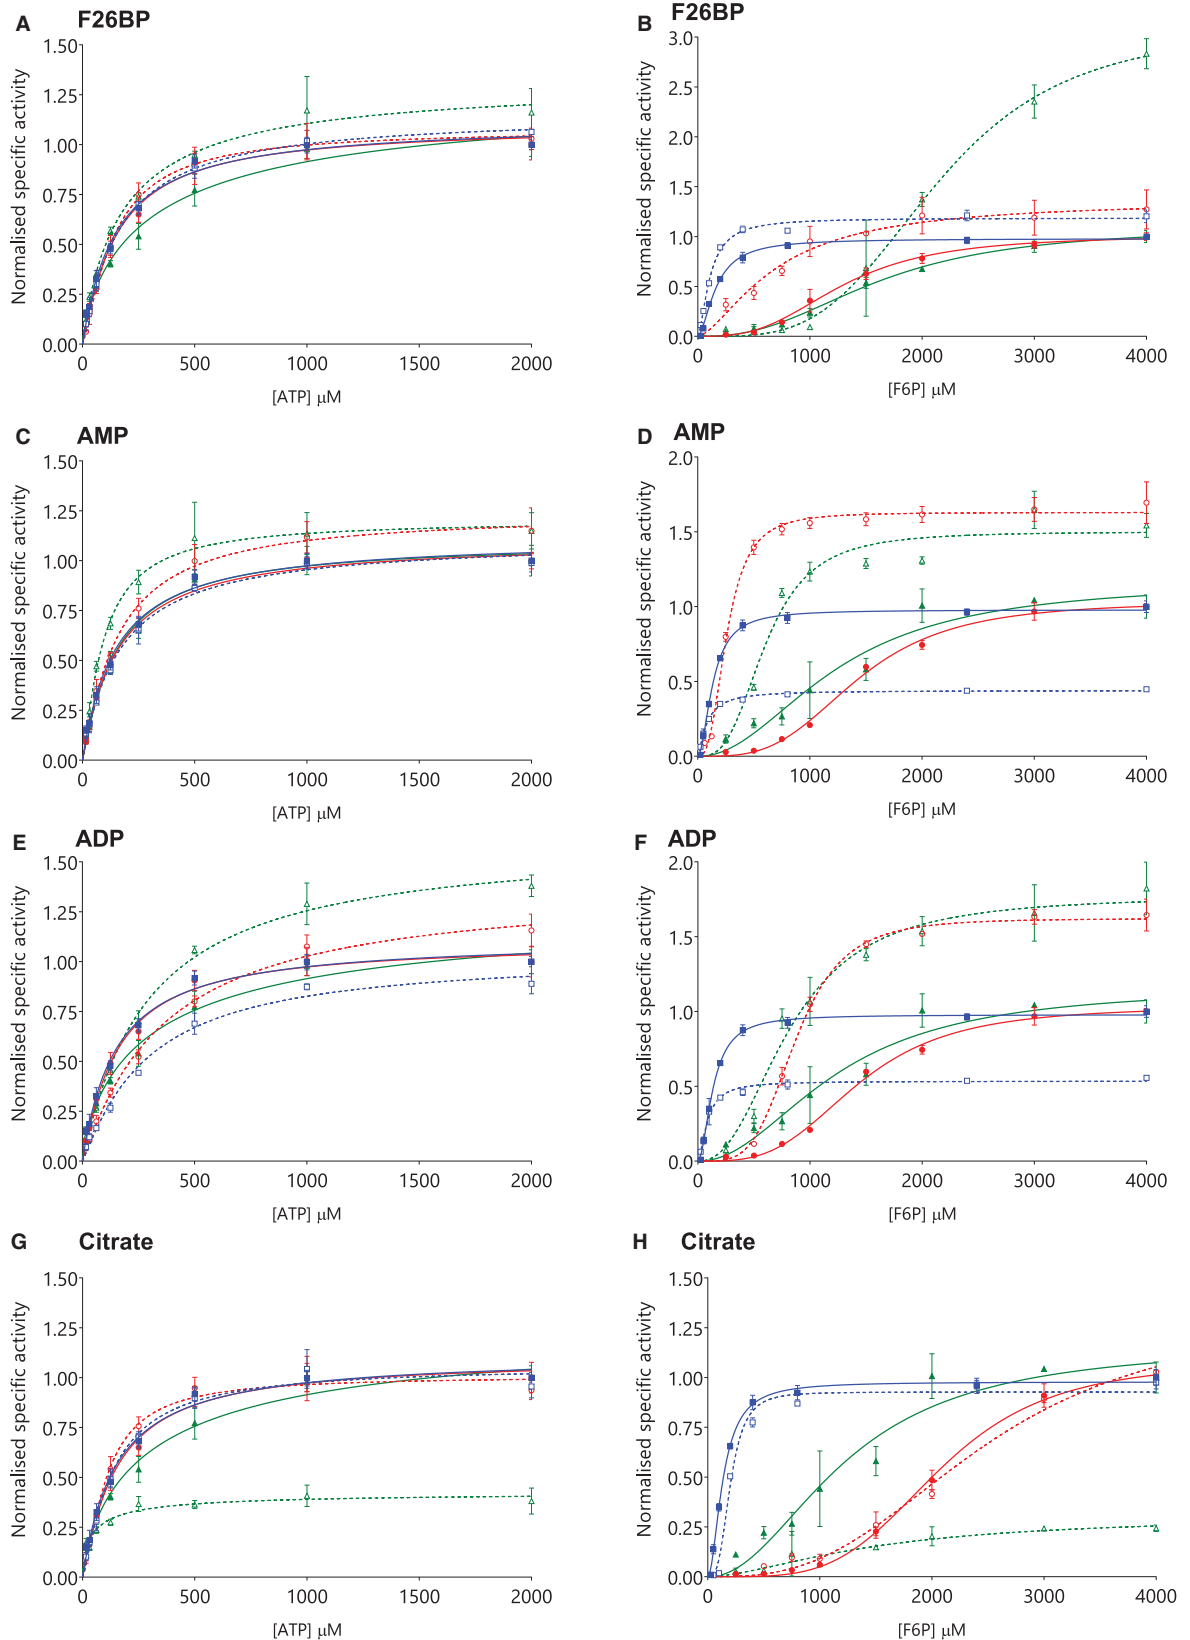 A F26BP
Normalised specific activity
1.50
1.25
1.00
0.75
0.50
0.25
0.00
0 500 1000 1500 2000
[ATP] μM
B F26BP
Normalised specific activity
3.0
2.5
2.0
1.5
1.0
0.5
0.0
0 1000 2000 3000 4000
[F6P] μM
C AMP
Normalised specific activity
1.50
1.25
1.00
0.75
0.50
0.25
0.00
0 500 1000 1500 2000
[ATP] μM
D AMP
Normalised specific activity
2.0
1.5
1.0
0.5
0.0
0 1000 2000 3000 4000
[F6P] μM
E ADP
Normalised specific activity
1.50
1.25
1.00
0.75
0.50
0.25
0.00
0 500 1000 1500 2000
[ATP] μM
F ADP
Normalised specific activity
2.0
1.5
1.0
0.5
0.0
0 1000 2000 3000 4000
[F6P] μM
G Citrate
Normalised specific activity
1.50
1.25
1.00
0.75
0.50
0.25
0.00
0 500 1000 1500 2000
[ATP] μM
H Citrate
Normalised specific activity
1.50
1.25
1.00
0.75
0.50
0.25
0.00
0 1000 2000 3000 4000
[F6P] μM